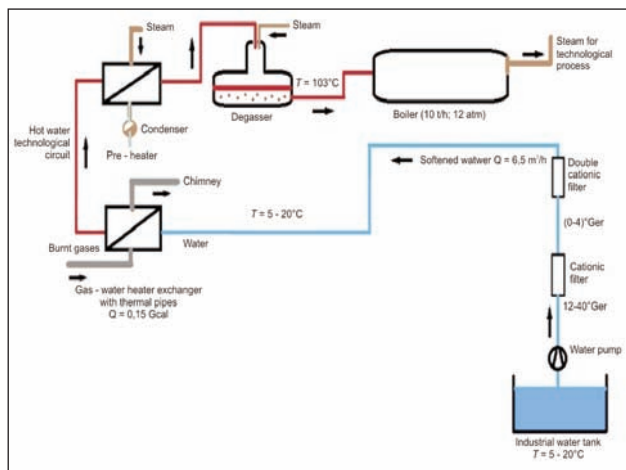 Steam
Steam
Steam for
technological
process
T = 103°C
Degasser
Boiler (10 t/h; 12 atm)
Condenser
Pre - heater
Hot water
technological
circuit
Softened watwer Q = 6,5 m³/h
Double
cationic
filter
Chimney
T = 5 - 20°C
(0-4)°Ger
Water
Burnt gases
Cationic
filter
Gas - water heater exchanger
with thermal pipes
Q = 0,15 Gcal
12-40°Ger
Water pump
Industrial water tank
T = 5 - 20°C